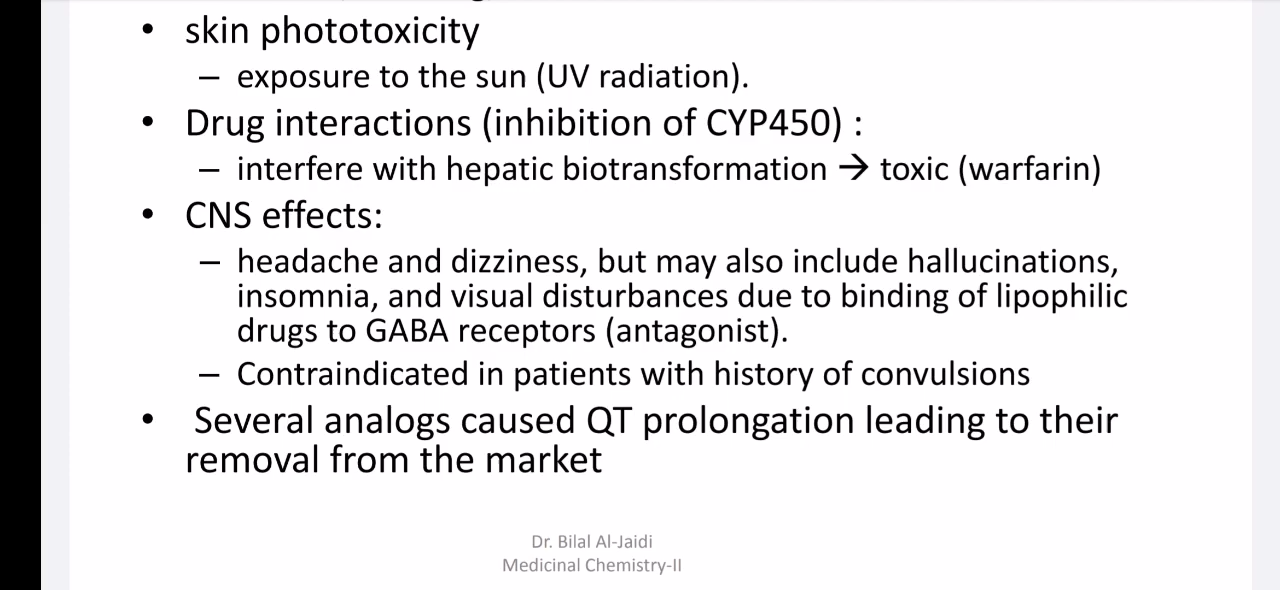 • skin phototoxicity
– exposure to the sun (UV radiation).
• Drug interactions (inhibition of CYP450) :
– interfere with hepatic biotransformation → toxic (warfarin)
• CNS effects:
– headache and dizziness, but may also include hallucinations,
insomnia, and visual disturbances due to binding of lipophilic
drugs to GABA receptors (antagonist).
– Contraindicated in patients with history of convulsions
• Several analogs caused QT prolongation leading to their
removal from the market
Dr. Bilal Al-Jaidi
Medicinal Chemistry-II